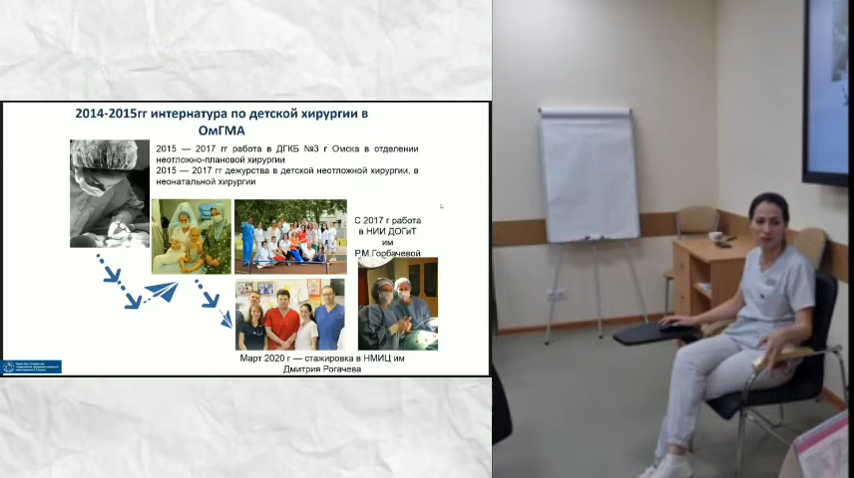 2014-2015гг интернатура по детской хирургии в
ОмГМА
2015 — 2017 гг работа в ДГКБ №3 г Омска в отделении
неотложно-плановой хирургии
2015 — 2017 гг дежурства в детской неотложной хирургии, в
неонатальной хирургии
С 2017 г работа
в НИИ ДОГиТ
им
Р.М.Горбачевой
Март 2020 г — стажировка в НМИЦ им
Дмитрия Рогачева